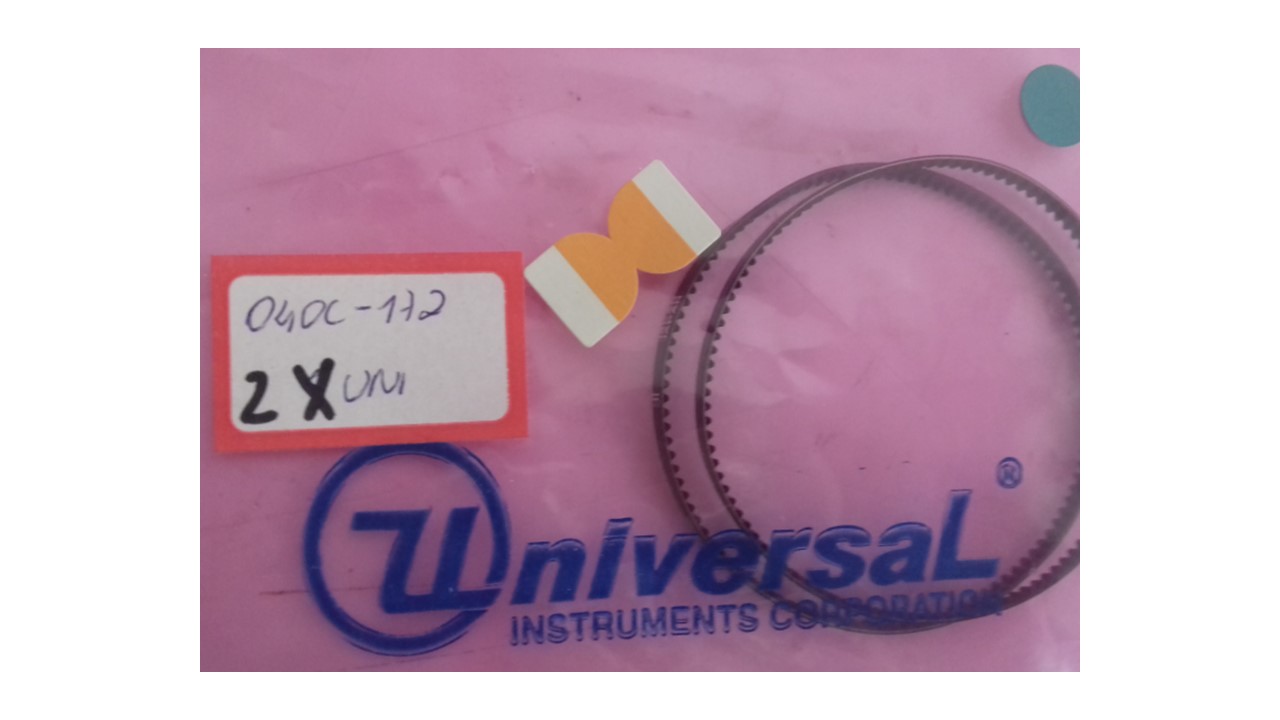 040C-172
2 X UNI
®
Universal
INSTRUMENTS CORPORATION